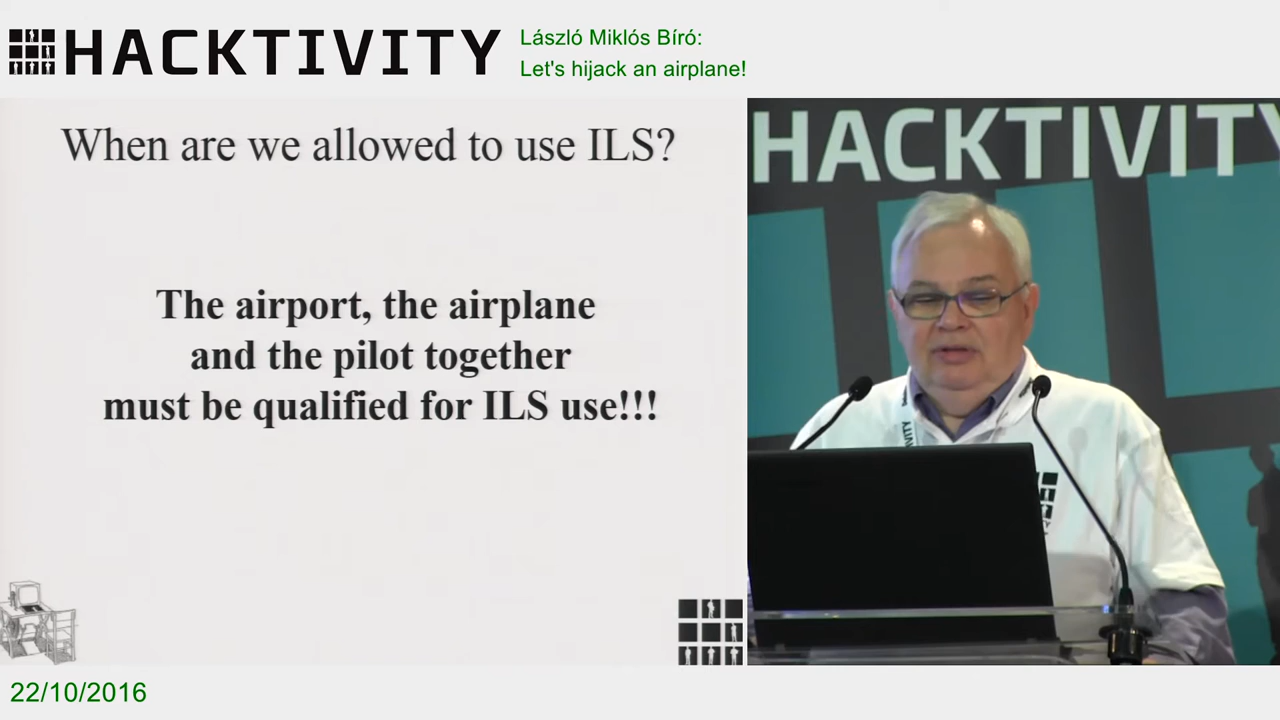 HACKTIVITY
László Miklós Bíró:
Let's hijack an airplane!
When are we allowed to use ILS?
The airport, the airplane
and the pilot together
must be qualified for ILS use!!!
HACKTIVITY
22/10/2016